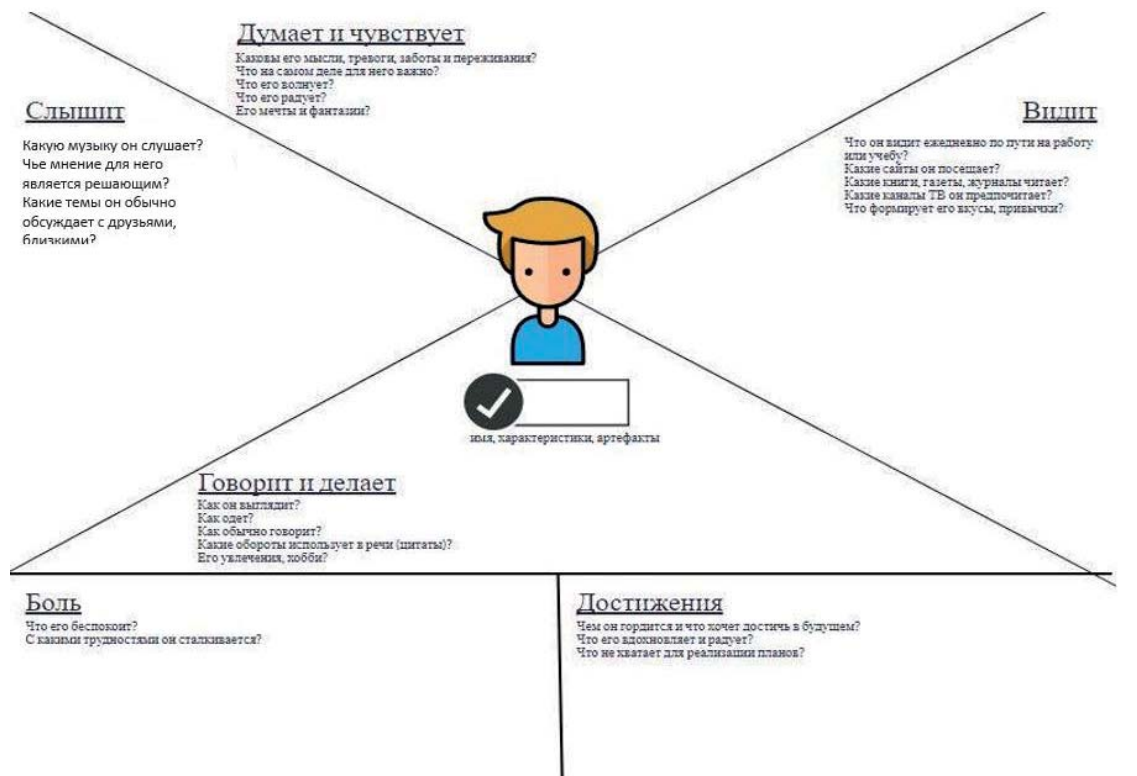 Думает и чувствует
Каковы его мысли, тревоги, заботы и переживания?
Что на самом деле для него важно?
Что его волнует?
Что его радует?
Его мечты и фантазии?
Слышит
Какую музыку он слушает?
Чье мнение для него
является решающим?
Какие темы он обычно
обсуждает с друзьями,
близкими?
Видит
Что он видит ежедневно по пути на работу
или учебу?
Какие сайты он посещает?
Какие книги, газеты, журналы читает?
Какие каналы ТВ он предпочитает?
Что формирует его вкусы, привычки?
имя, характеристики, артефакты
Говорит и делает
Как он выглядит?
Как одет?
Как обычно говорит?
Какие обороты использует в речи (цитаты)?
Его увлечения, хобби?
Боль
Что его беспокоит?
С какими трудностями он сталкивается?
Достижения
Чем он гордится и что хочет достичь в будущем?
Что его вдохновляет и радует?
Что не хватает для реализации планов?